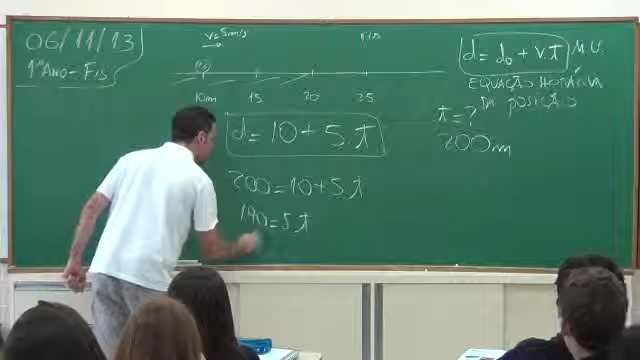 06/11/13
1º Ano - Fís
v=5m/s
10m 15 20 25
d = 10 + 5.t
200 = 10 + 5.t
190 = 5.t
d = d₀ + v.t M.U.
EQUAÇÃO HORÁRIA
DA POSIÇÃO
t = ?
200m